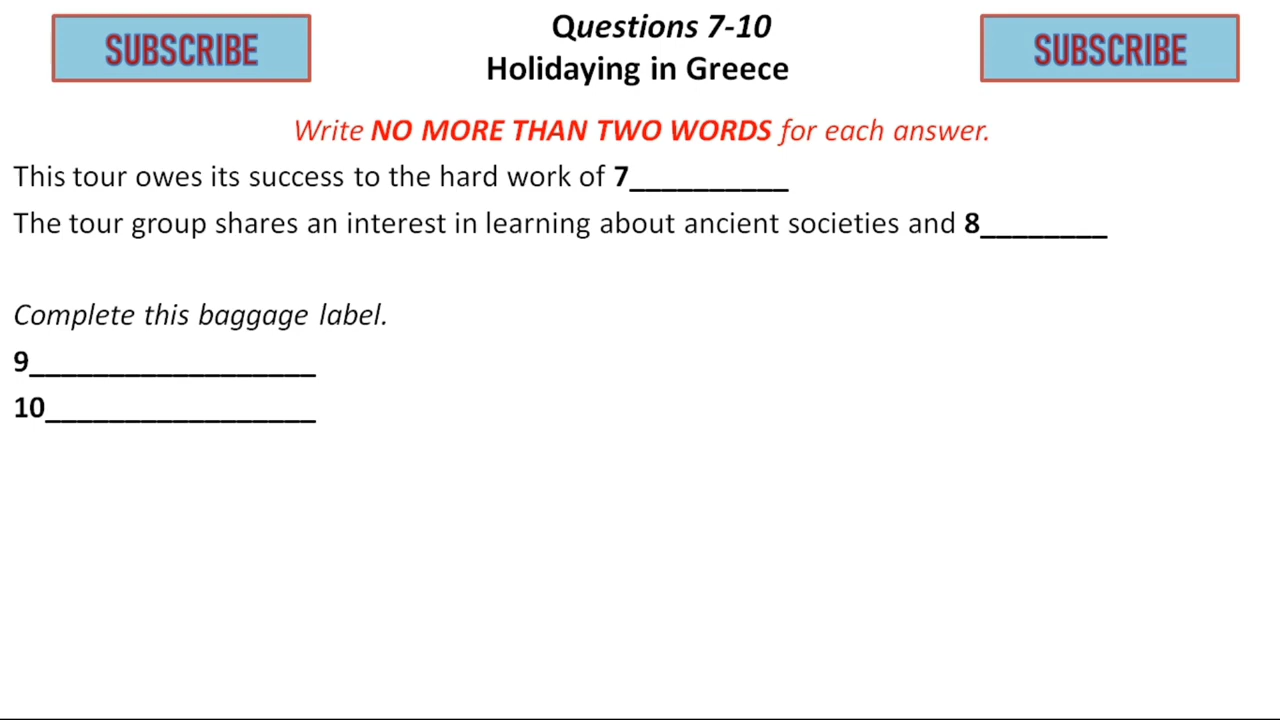 SUBSCRIBE
Questions 7-10
SUBSCRIBE
Holidaying in Greece
Write NO MORE THAN TWO WORDS for each answer.
This tour owes its success to the hard work of 7__________
The tour group shares an interest in learning about ancient societies and 8________
Complete this baggage label.
9__________________
10_________________